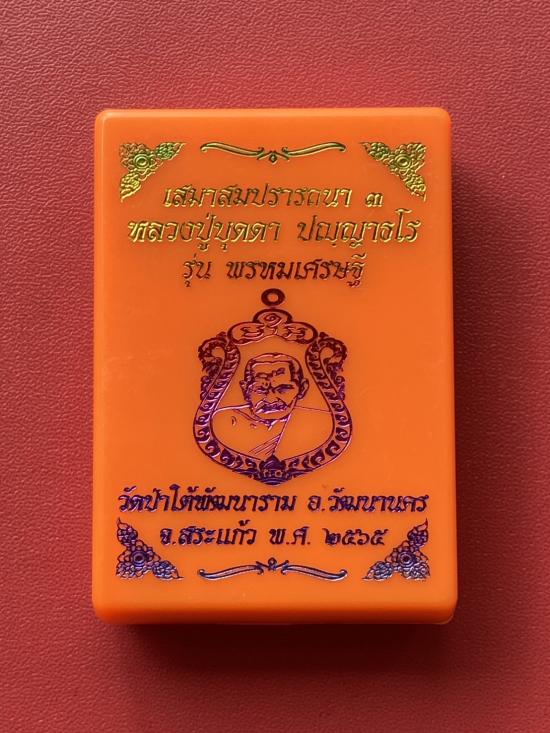 เสมาสมปรารถนา ๓
หลวงปู่บุดดา ปญฺญาธโร
รุ่น พรหมเศรษฐี
วัดป่าใต้พัฒนาราม อ.วัฒนานคร
จ.สระแก้ว พ.ศ. ๒๕๖๕